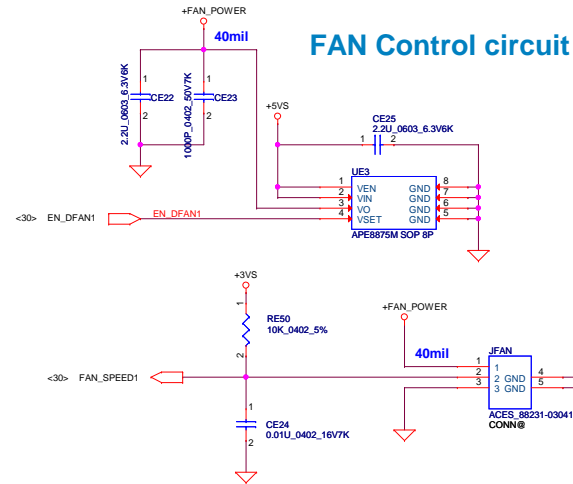 +FAN_POWER
40mil
FAN Control circuit
1
1
2.2U_0603_6.3V6K
CE22
1000P_0402_50V7K
CE23
2
2
+5VS
CE25
2.2U_0603_6.3V6K
1
2
UE3
1
VEN
GND
8
2
VIN
GND
7
3
VO
GND
6
4
VSET
GND
5
APE8875M SOP 8P
<30>
EN_DFAN1
EN_DFAN1
+3VS
1
RE50
10K_0402_5%
2
+FAN_POWER
40mil
JFAN
1
1
<30>
FAN_SPEED1
2
2
GND
4
3
3
GND
5
ACES_88231-03041
CONN@
1
CE24
0.01U_0402_16V7K
2